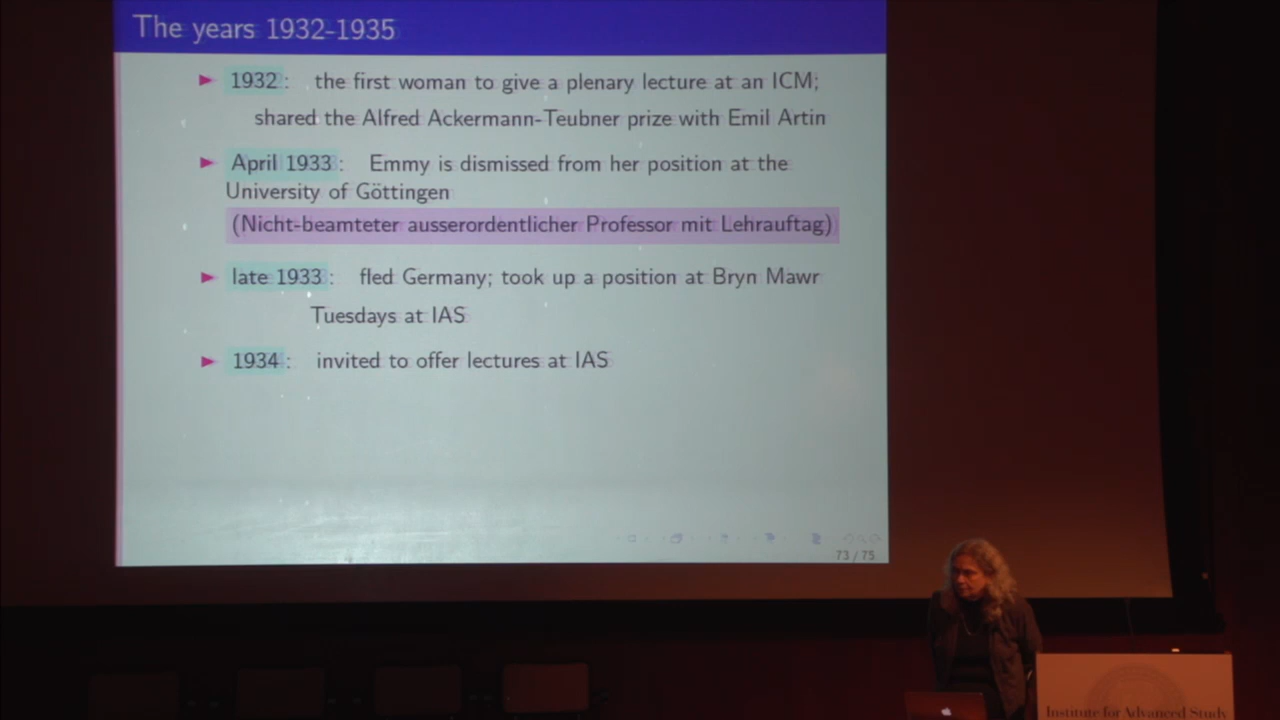 The years 1932-1935
► 1932 : the first woman to give a plenary lecture at an ICM;
shared the Alfred Ackermann-Teubner prize with Emil Artin
► April 1933 : Emmy is dismissed from her position at the
University of Göttingen
(Nicht-beamteter ausserordentlicher Professor mit Lehrauftag)
► late 1933 : fled Germany; took up a position at Bryn Mawr
Tuesdays at IAS
► 1934 : invited to offer lectures at IAS
73 / 75
Institute for Advanced Study